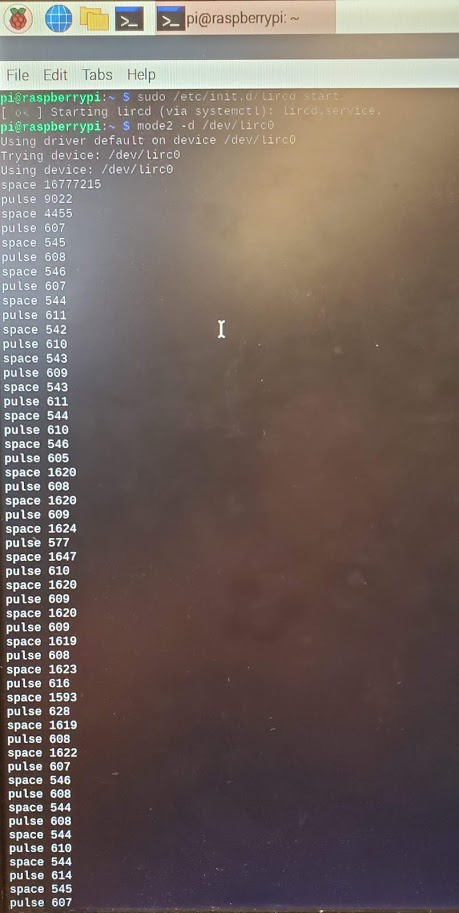 pi@raspberrypi: ~
File Edit Tabs Help
pi@raspberrypi:~ $ sudo /etc/init.d/lircd start
[ ok ] Starting lircd (via systemctl): lircd.service.
pi@raspberrypi:~ $ mode2 -d /dev/lirc0
Using driver default on device /dev/lirc0
Trying device: /dev/lirc0
Using device: /dev/lirc0
space 16777215
pulse 9022
space 4455
pulse 607
space 545
pulse 608
space 546
pulse 607
space 544
pulse 611
space 542
pulse 610
space 543
pulse 609
space 543
pulse 611
space 544
pulse 610
space 546
pulse 605
space 1620
pulse 608
space 1620
pulse 609
space 1624
pulse 577
space 1647
pulse 610
space 1620
pulse 609
space 1620
pulse 609
space 1619
pulse 608
space 1623
pulse 616
space 1593
pulse 628
space 1619
pulse 608
space 1622
pulse 607
space 546
pulse 608
space 544
pulse 608
space 544
pulse 610
space 544
pulse 614
space 545
pulse 607